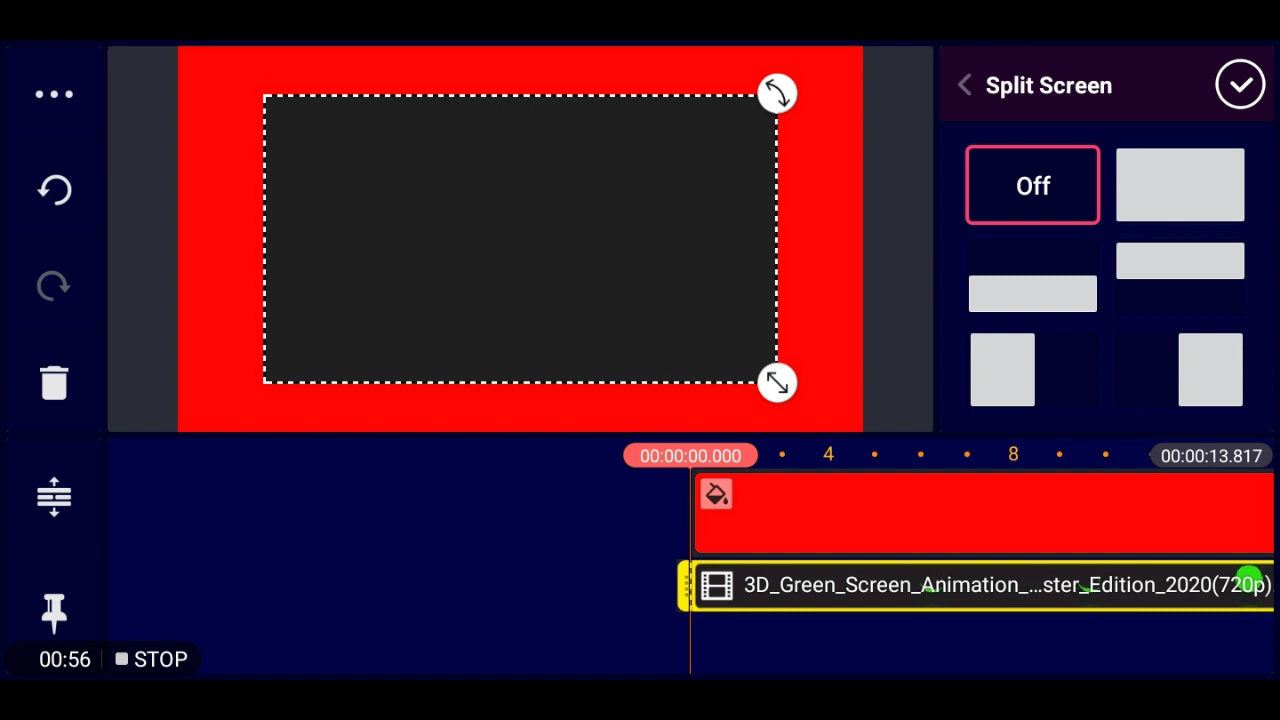 Split Screen
Off
00:00:00.000
4
8
00:00:13.817
3D_Green_Screen_Animation_...ster_Edition_2020(720p)
00:56
STOP